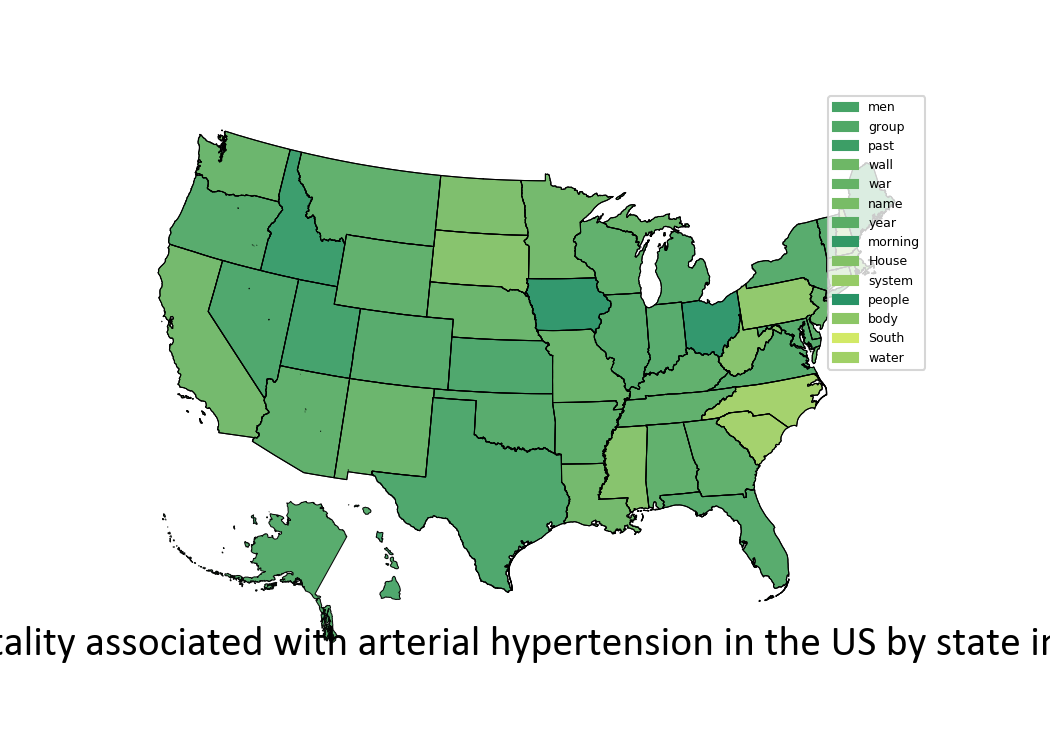 men
group
past
wall
war
name
year
morning
House
system
people
body
South
water
tality associated with arterial hypertension in the US by state in